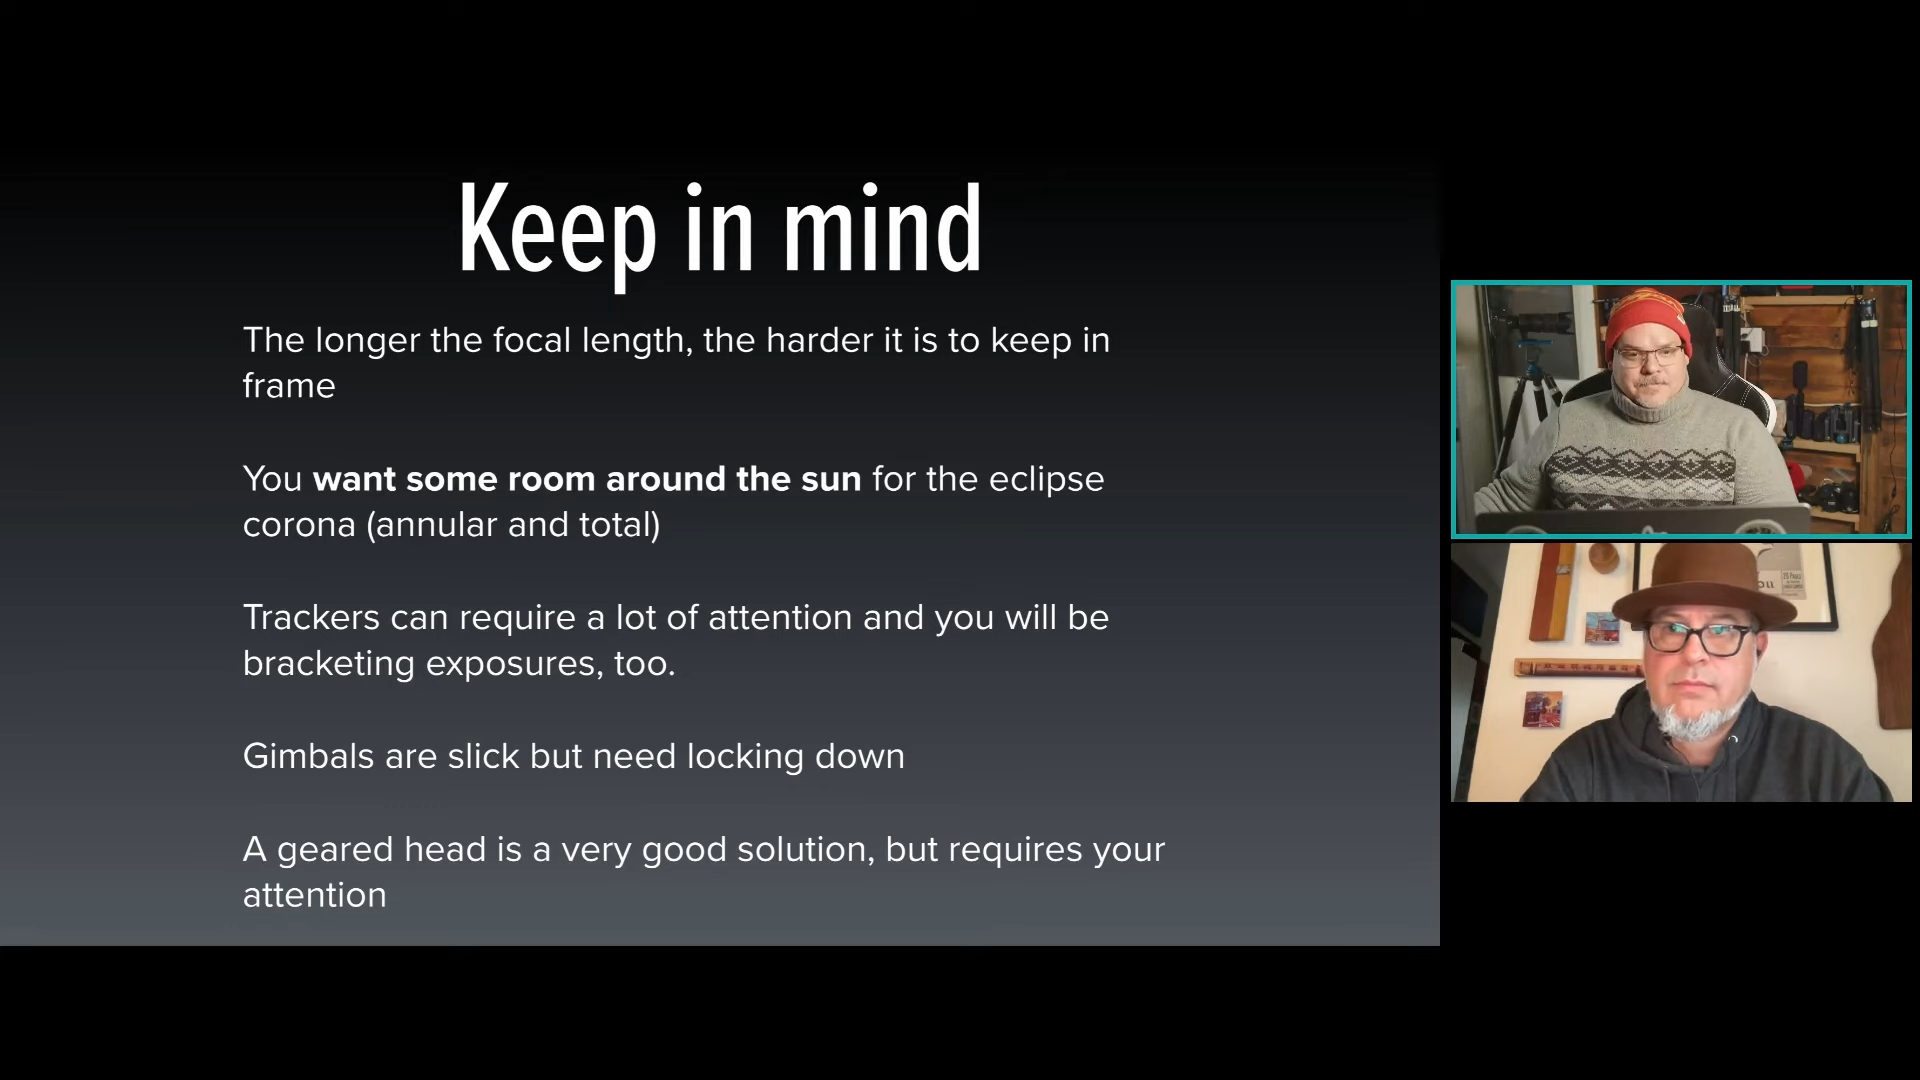 Keep in mind
The longer the focal length, the harder it is to keep in
frame
You want some room around the sun for the eclipse
corona (annular and total)
Trackers can require a lot of attention and you will be
bracketing exposures, too.
Gimbals are slick but need locking down
A geared head is a very good solution, but requires your
attention